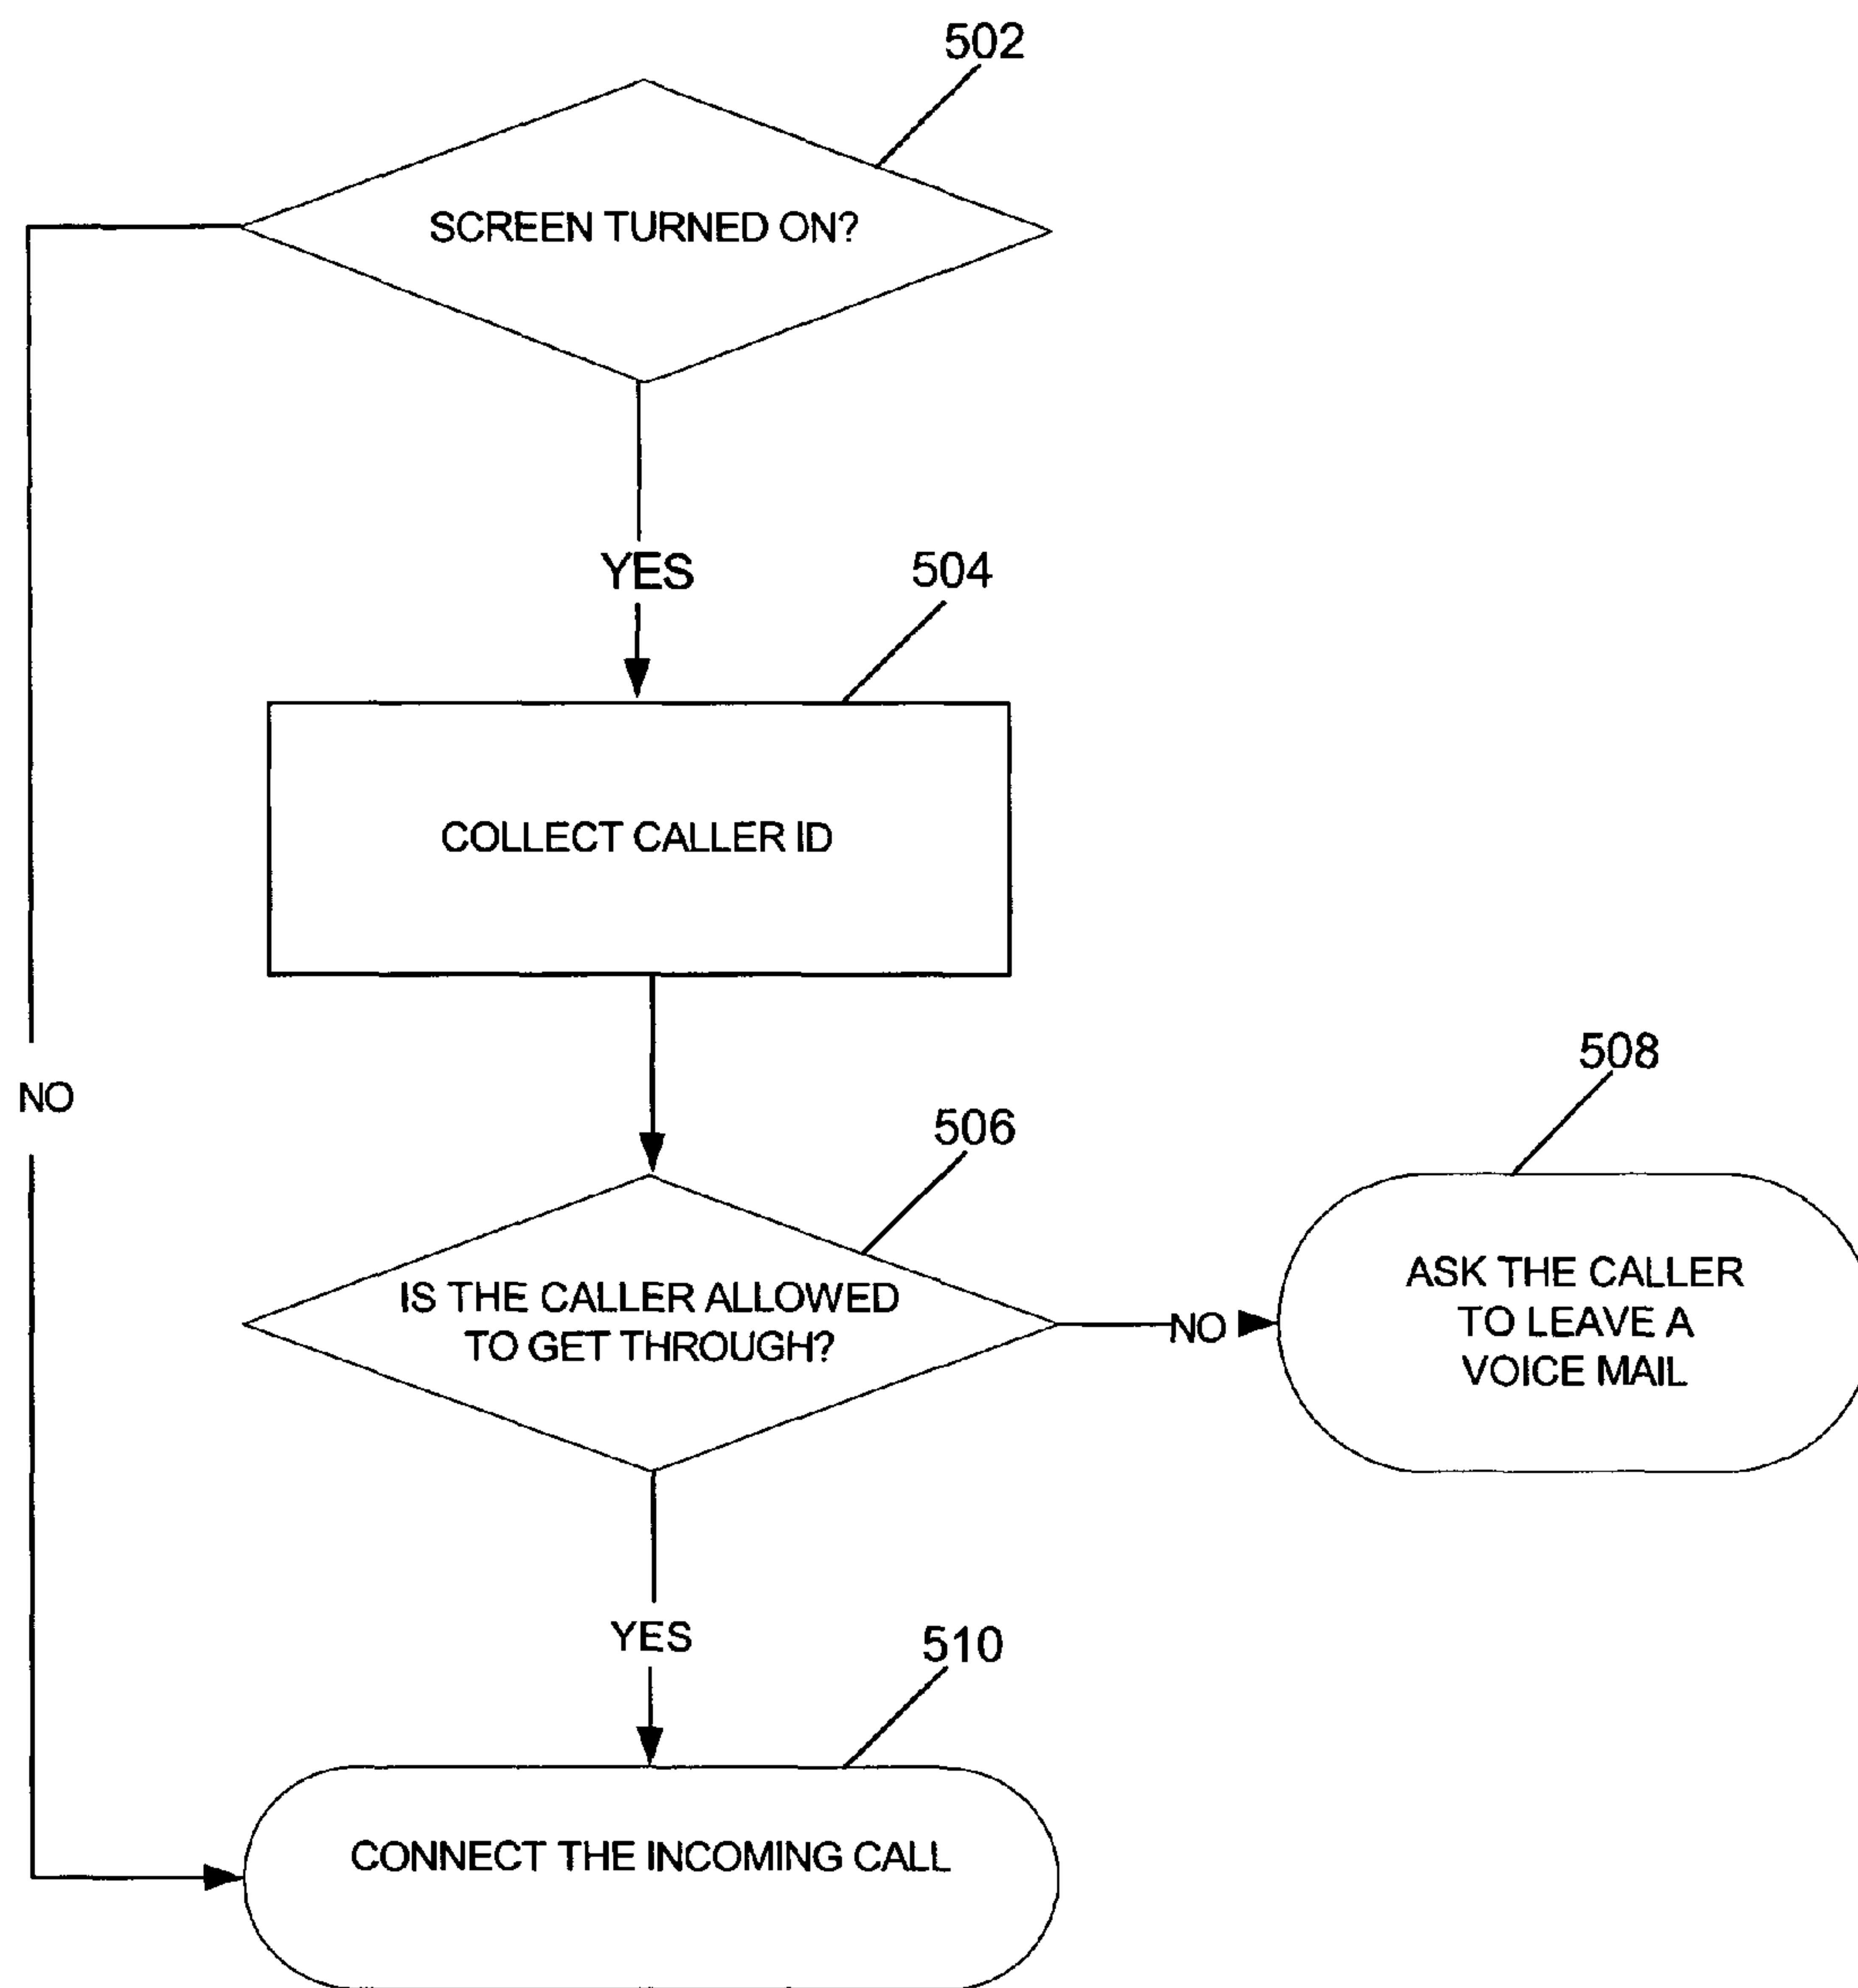 502
SCREEN TURNED ON?
YES
504
COLLECT CALLER ID
NO
506
508
IS THE CALLER ALLOWED
TO GET THROUGH?
NO
ASK THE CALLER
TO LEAVE A
VOICE MAIL
YES
510
CONNECT THE INCOMING CALL